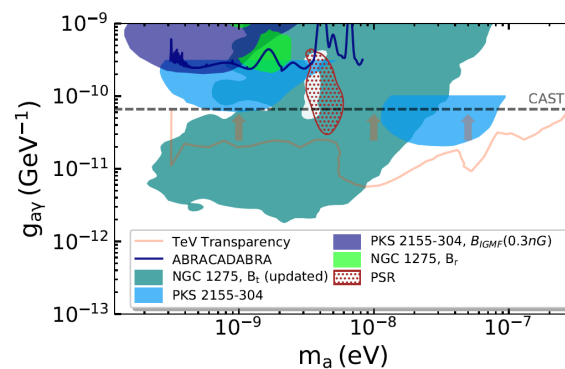 10⁻⁹
10⁻¹⁰
10⁻¹¹
10⁻¹²
10⁻¹³
g_aγ (GeV⁻¹)
CAST
TeV Transparency
ABRACADABRA
NGC 1275, B_t (updated)
PKS 2155-304
PKS 2155-304, B_IGMF(0.3nG)
NGC 1275, B_r
PSR
10⁻⁹
10⁻⁸
10⁻⁷
m_a (eV)